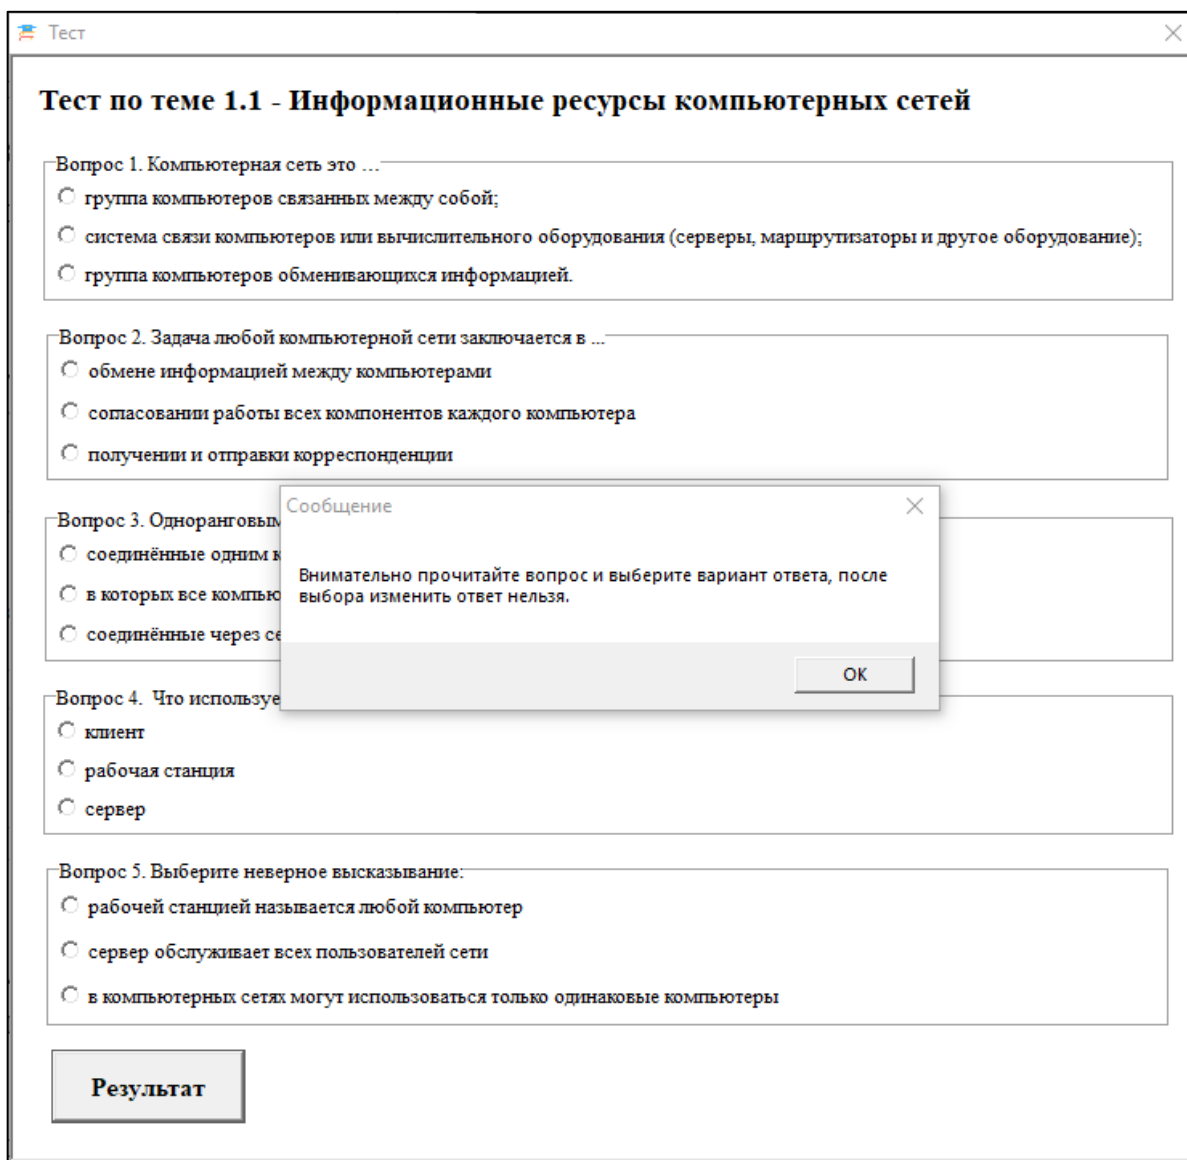 Тест
Тест по теме 1.1 - Информационные ресурсы компьютерных сетей
Вопрос 1. Компьютерная сеть это ...
группа компьютеров связанных между собой;
система связи компьютеров или вычислительного оборудования (серверы, маршрутизаторы и другое оборудование);
группа компьютеров обменивающихся информацией.
Вопрос 2. Задача любой компьютерной сети заключается в ...
обмене информацией между компьютерами
согласовании работы всех компонентов каждого компьютера
получении и отправки корреспонденции
Вопрос 3. Одноранговым
соединённые одним к
в которых все компью
соединённые через се
Сообщение
Внимательно прочитайте вопрос и выберите вариант ответа, после
выбора изменить ответ нельзя.
OK
Вопрос 4.  Что используе
клиент
рабочая станция
сервер
Вопрос 5. Выберите неверное высказывание:
рабочей станцией называется любой компьютер
сервер обслуживает всех пользователей сети
в компьютерных сетях могут использоваться только одинаковые компьютеры
Результат